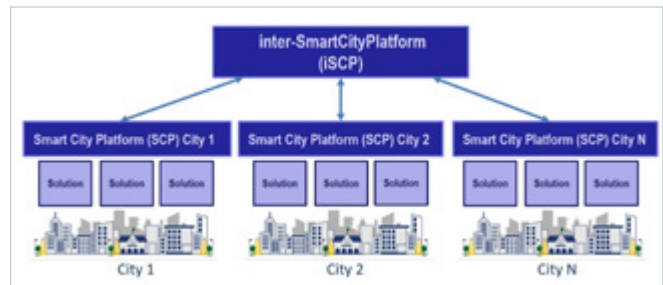 inter-SmartCityPlatform
(iSCP)
Smart City Platform (SCP) City 1
Smart City Platform (SCP) City 2
Smart City Platform (SCP) City N
Solution
Solution
Solution
Solution
Solution
Solution
Solution
Solution
Solution
City 1
City 2
City N